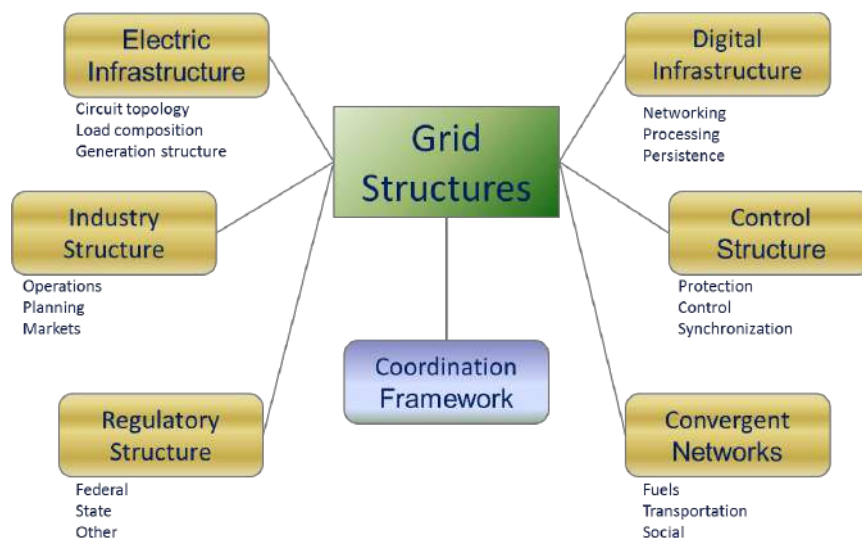 Electric
Infrastructure
Circuit topology
Load composition
Generation structure
Digital
Infrastructure
Networking
Processing
Persistence
Grid
Structures
Industry
Structure
Operations
Planning
Markets
Control
Structure
Protection
Control
Synchronization
Coordination
Framework
Regulatory
Structure
Federal
State
Other
Convergent
Networks
Fuels
Transportation
Social